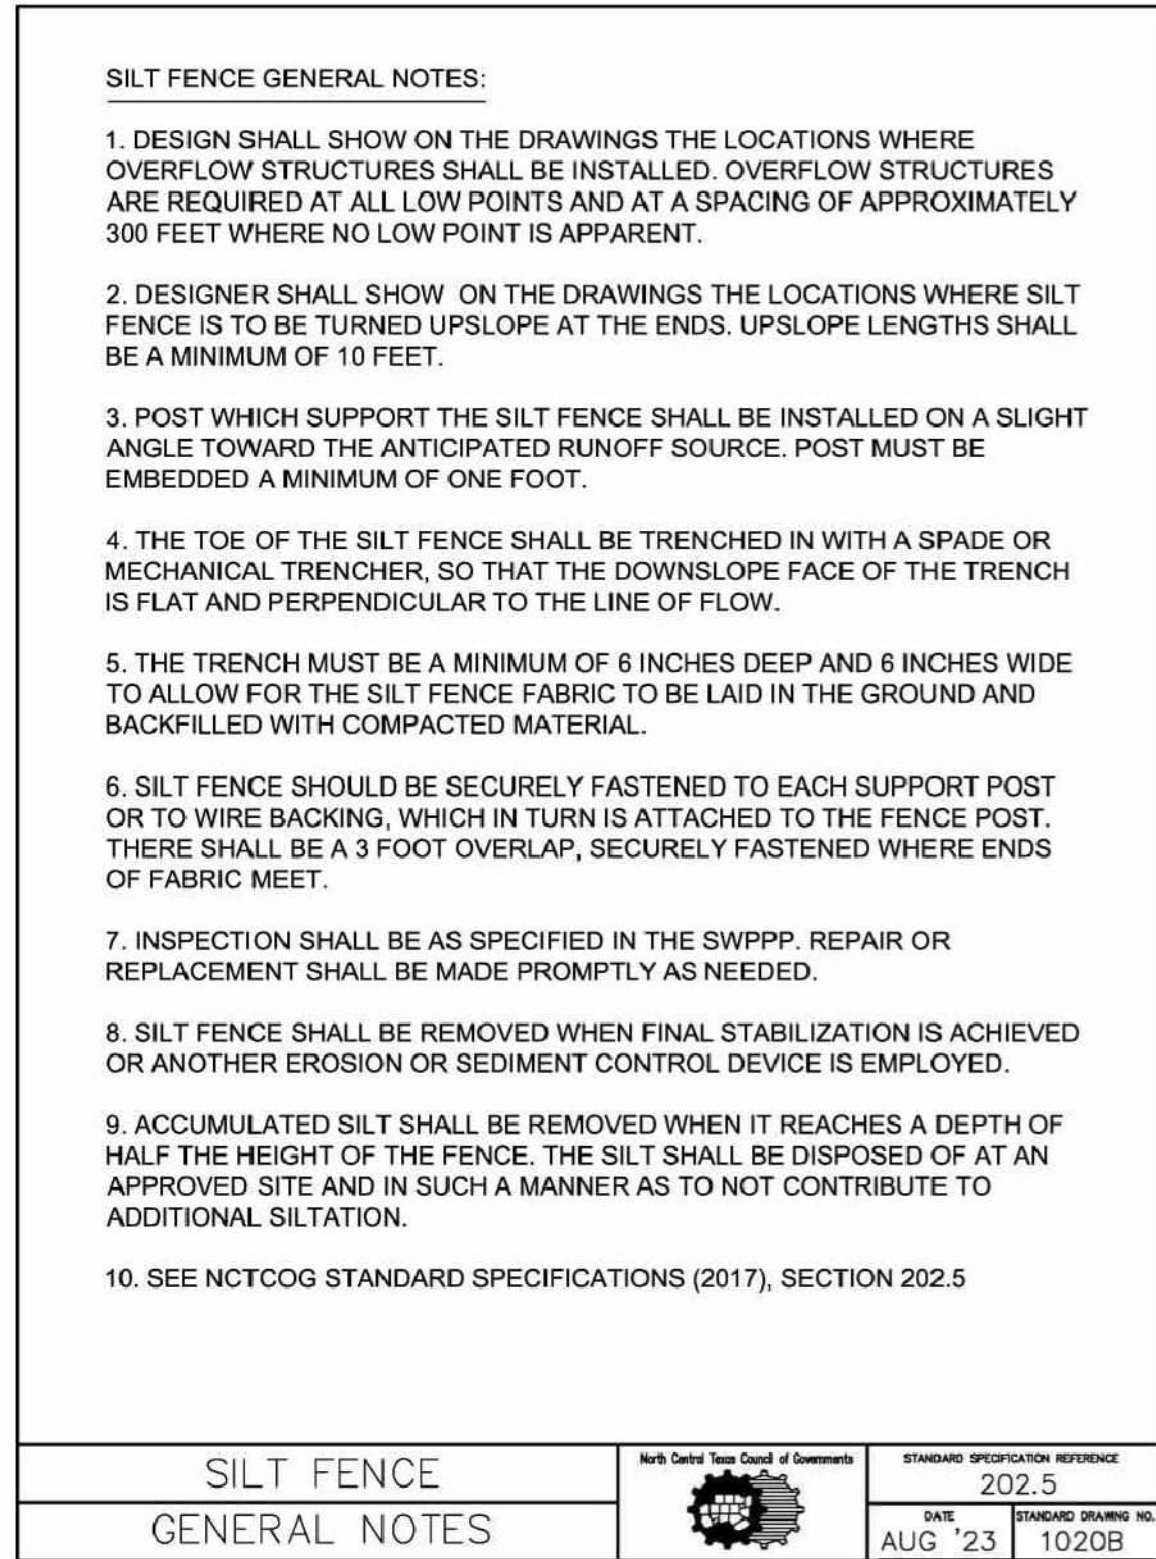 SILT FENCE GENERAL NOTES:
1. DESIGN SHALL SHOW ON THE DRAWINGS THE LOCATIONS WHERE
OVERFLOW STRUCTURES SHALL BE INSTALLED. OVERFLOW STRUCTURES
ARE REQUIRED AT ALL LOW POINTS AND AT A SPACING OF APPROXIMATELY
300 FEET WHERE NO LOW POINT IS APPARENT.
2. DESIGNER SHALL SHOW ON THE DRAWINGS THE LOCATIONS WHERE SILT
FENCE IS TO BE TURNED UPSLOPE AT THE ENDS. UPSLOPE LENGTHS SHALL
BE A MINIMUM OF 10 FEET.
3. POST WHICH SUPPORT THE SILT FENCE SHALL BE INSTALLED ON A SLIGHT
ANGLE TOWARD THE ANTICIPATED RUNOFF SOURCE. POST MUST BE
EMBEDDED A MINIMUM OF ONE FOOT.
4. THE TOE OF THE SILT FENCE SHALL BE TRENCHED IN WITH A SPADE OR
MECHANICAL TRENCHER, SO THAT THE DOWNSLOPE FACE OF THE TRENCH
IS FLAT AND PERPENDICULAR TO THE LINE OF FLOW.
5. THE TRENCH MUST BE A MINIMUM OF 6 INCHES DEEP AND 6 INCHES WIDE
TO ALLOW FOR THE SILT FENCE FABRIC TO BE LAID IN THE GROUND AND
BACKFILLED WITH COMPACTED MATERIAL.
6. SILT FENCE SHOULD BE SECURELY FASTENED TO EACH SUPPORT POST
OR TO WIRE BACKING, WHICH IN TURN IS ATTACHED TO THE FENCE POST.
THERE SHALL BE A 3 FOOT OVERLAP, SECURELY FASTENED WHERE ENDS
OF FABRIC MEET.
7. INSPECTION SHALL BE AS SPECIFIED IN THE SWPPP. REPAIR OR
REPLACEMENT SHALL BE MADE PROMPTLY AS NEEDED.
8. SILT FENCE SHALL BE REMOVED WHEN FINAL STABILIZATION IS ACHIEVED
OR ANOTHER EROSION OR SEDIMENT CONTROL DEVICE IS EMPLOYED.
9. ACCUMULATED SILT SHALL BE REMOVED WHEN IT REACHES A DEPTH OF
HALF THE HEIGHT OF THE FENCE. THE SILT SHALL BE DISPOSED OF AT AN
APPROVED SITE AND IN SUCH A MANNER AS TO NOT CONTRIBUTE TO
ADDITIONAL SILTATION.
10. SEE NCTCOG STANDARD SPECIFICATIONS (2017), SECTION 202.5
SILT FENCE
GENERAL NOTES
North Central Texas Council of Governments
STANDARD SPECIFICATION REFERENCE
202.5
DATE
AUG '23
STANDARD DRAWING NO.
1020B